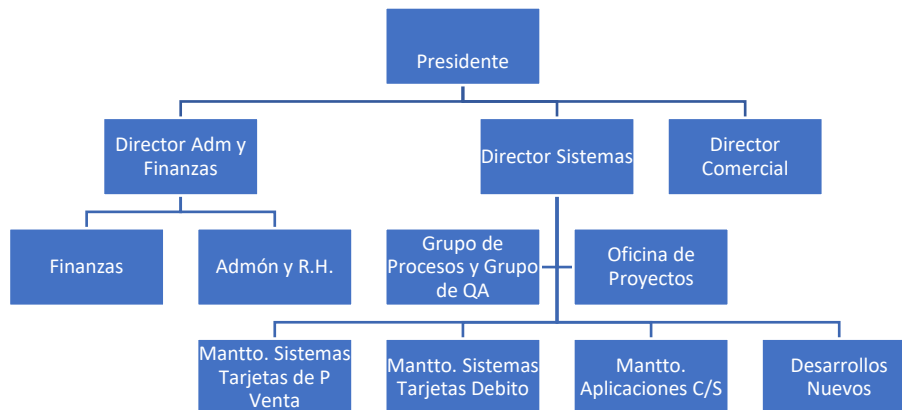 Presidente
Director Adm y
Finanzas
Director Sistemas
Director
Comercial
Finanzas
Admón y R.H.
Grupo de
Procesos y Grupo
de QA
Oficina de
Proyectos
Mantto. Sistemas
Tarjetas de P
Venta
Mantto. Sistemas
Tarjetas Debito
Mantto.
Aplicaciones C/S
Desarrollos
Nuevos